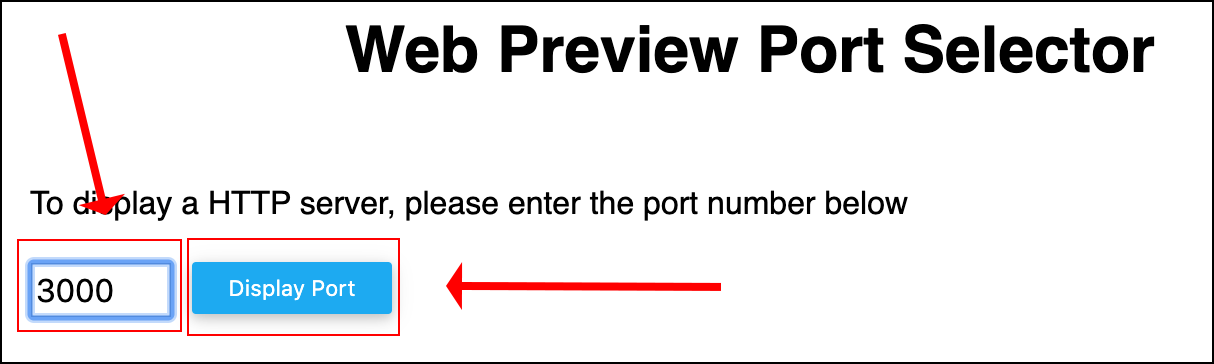 Web Preview Port Selector
To display a HTTP server, please enter the port number below
3000
Display Port